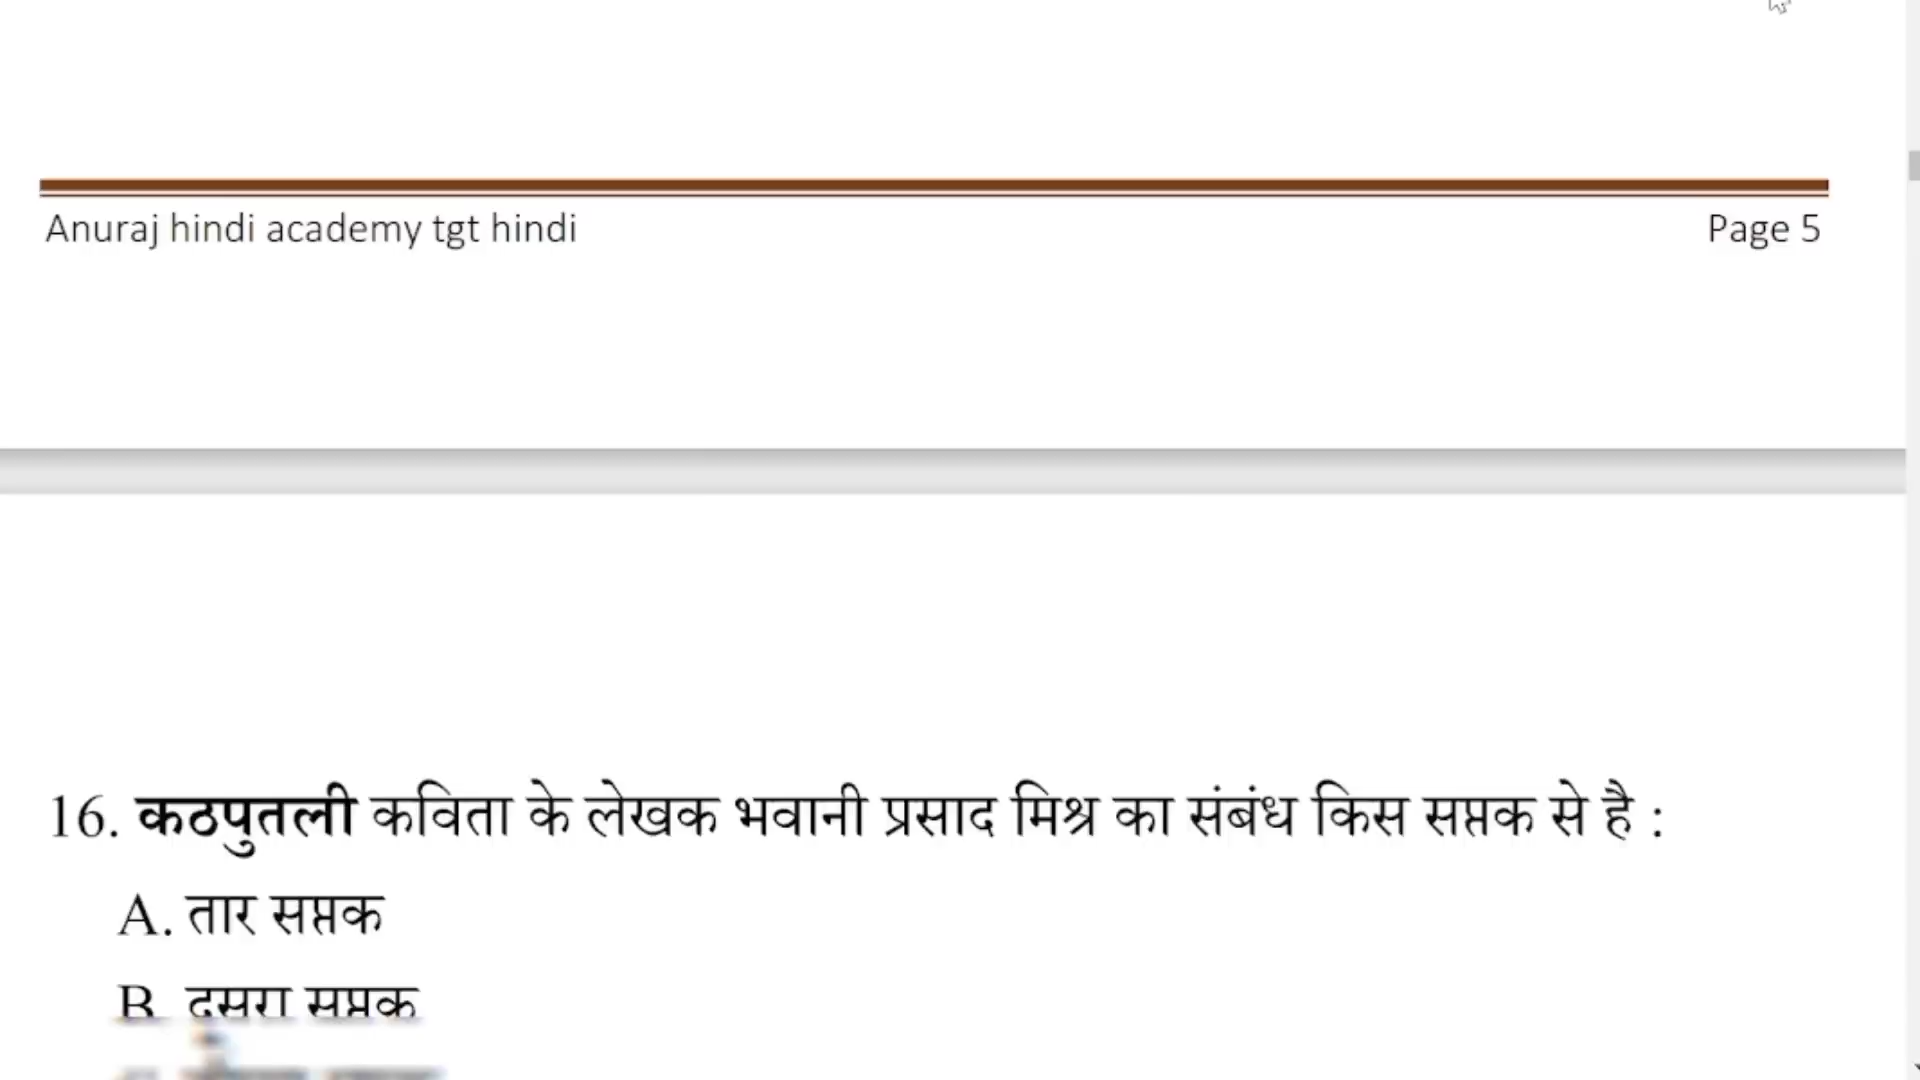 Anuraj hindi academy tgt hindi Page 5
16. कठपुतली कविता के लेखक भवानी प्रसाद मिश्र का संबंध किस सप्तक से है :
A. तार सप्तक
B. दूसरा सप्तक